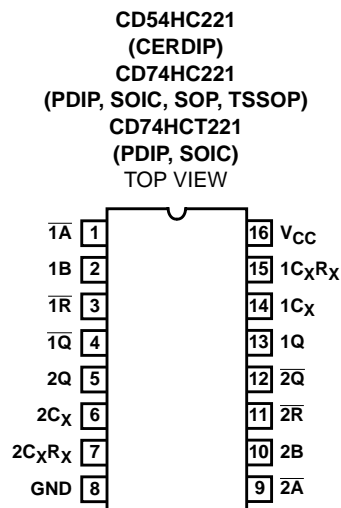 CD54HC221
(CERDIP)
CD74HC221
(PDIP, SOIC, SOP, TSSOP)
CD74HCT221
(PDIP, SOIC)
TOP VIEW
1A̅ 1 16 VCC
1B 2 15 1CXRX
1R̅ 3 14 1CX
1Q̅ 4 13 1Q
2Q 5 12 2Q̅
2CX 6 11 2R̅
2CXRX 7 10 2B
GND 8 9 2A̅